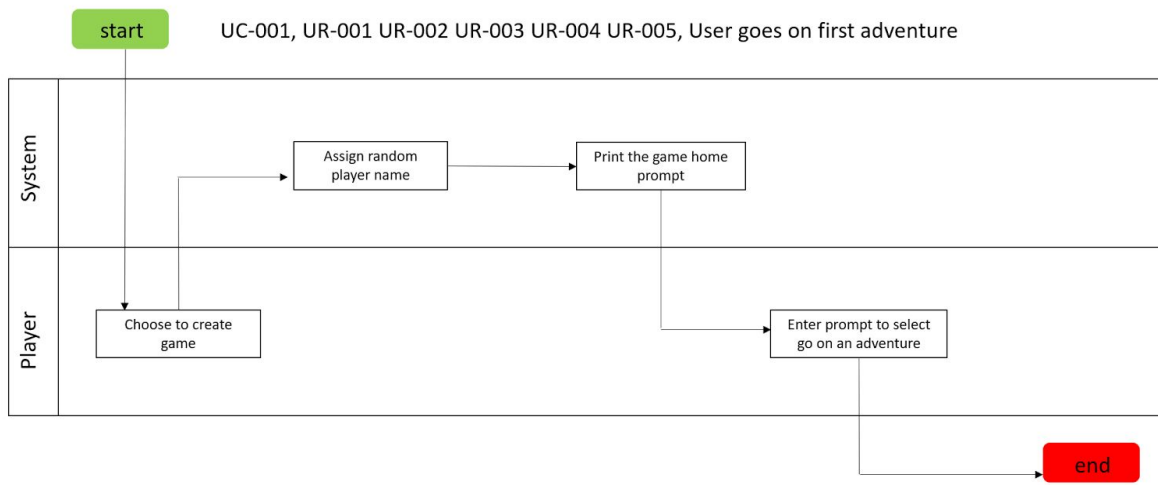 start
UC-001, UR-001 UR-002 UR-003 UR-004 UR-005, User goes on first adventure
System
Assign random
player name
Print the game home
prompt
Player
Choose to create
game
Enter prompt to select
go on an adventure
end